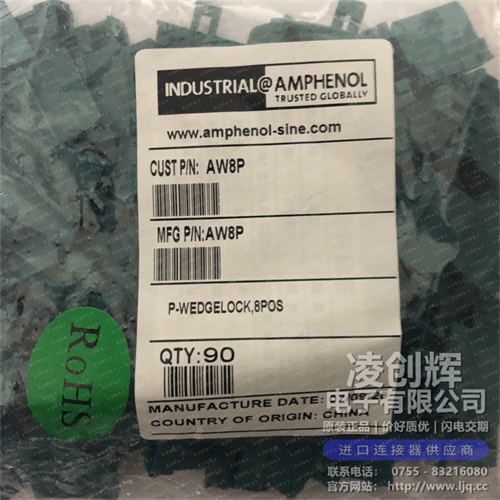 INDUSTRIAL@AMPHENOL
TRUSTED GLOBALLY
www.amphenol-sine.com
CUST P/N: AW8P
MFG P/N:AW8P
P-WEDGELOCK,8POS
QTY:90
MANUFACTURE DATE:
COUNTRY OF ORIGIN: CHINA
RoHS
凌创辉
电子有限公司
原装正品|价好质优|闪电交期
进口连接器供应商
联系电话: 0755 - 83216080
官方网站: www.ljq.cc